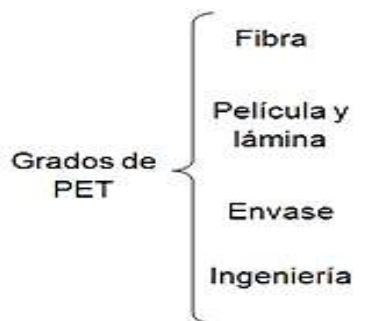 Grados de
PET
Fibra
Película y
lámina
Envase
Ingeniería